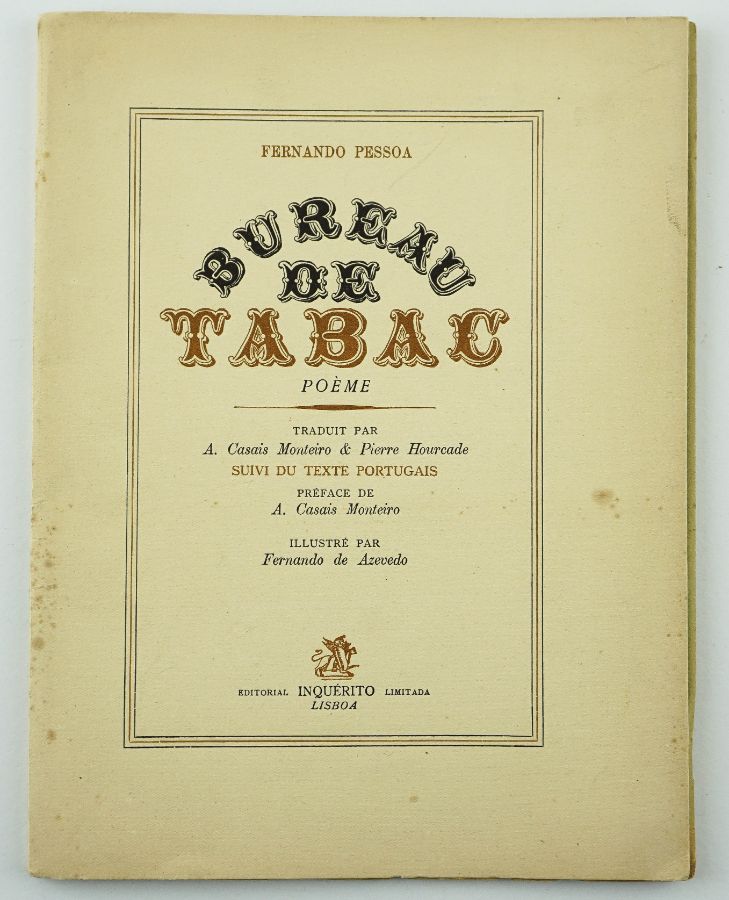 FERNANDO PESSOA
BUREAU
DE
TABAC
POÈME
TRADUIT PAR
A. Casais Monteiro & Pierre Hourcade
SUIVI DU TEXTE PORTUGAIS
PRÉFACE DE
A. Casais Monteiro
ILLUSTRÉ PAR
Fernando de Azevedo
EDITORIAL INQUÉRITO LIMITADA
LISBOA